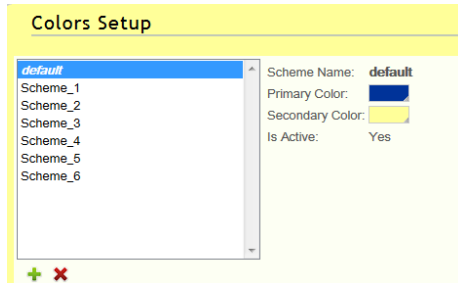 Colors Setup
default
Scheme_1
Scheme_2
Scheme_3
Scheme_4
Scheme_5
Scheme_6
Scheme Name: default
Primary Color:
Secondary Color:
Is Active: Yes